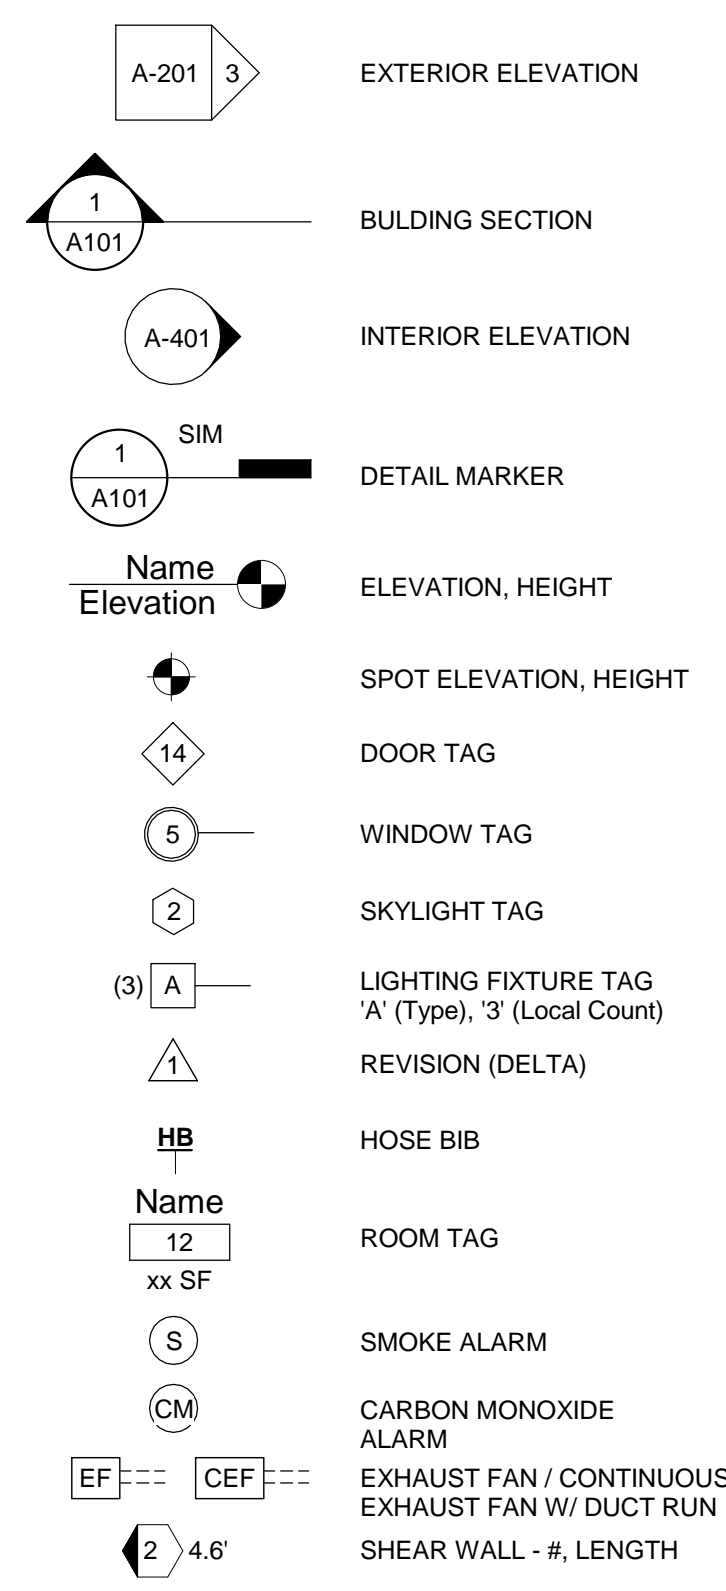 A-201 3 EXTERIOR ELEVATION
1
A101
BULDING SECTION
A-401 INTERIOR ELEVATION
SIM
1
A101
DETAIL MARKER
Name
Elevation
ELEVATION, HEIGHT
SPOT ELEVATION, HEIGHT
14 DOOR TAG
5 WINDOW TAG
2 SKYLIGHT TAG
(3) A LIGHTING FIXTURE TAG
'A' (Type), '3' (Local Count)
1 REVISION (DELTA)
HB HOSE BIB
Name
12
xx SF
ROOM TAG
S SMOKE ALARM
CM CARBON MONOXIDE
ALARM
EF CEF EXHAUST FAN / CONTINUOUS
EXHAUST FAN W/ DUCT RUN
2 4.6' SHEAR WALL - #, LENGTH